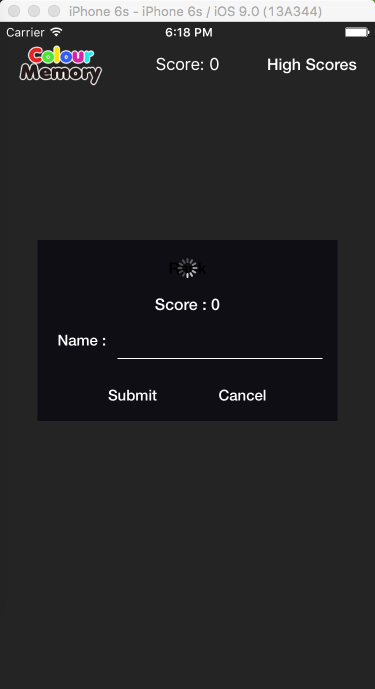 iPhone 6s - iPhone 6s / iOS 9.0 (13A344)
Carrier 6:18 PM
Colour Memory Score: 0 High Scores
Score : 0
Name :
Submit Cancel